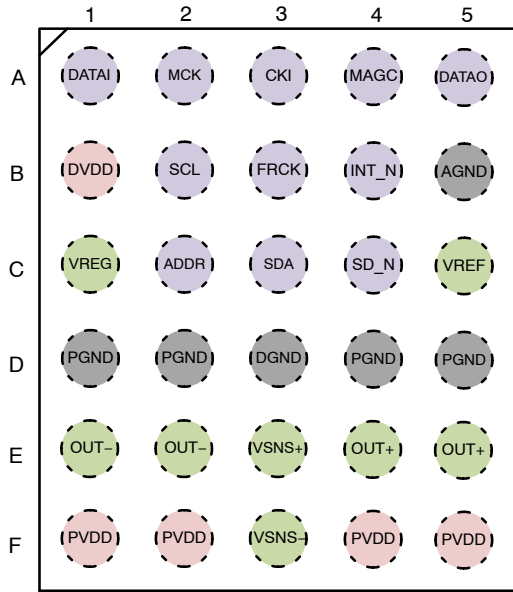 1 2 3 4 5
A DATAI MCK CKI MAGC DATAO
B DVDD SCL FRCK INT_N AGND
C VREG ADDR SDA SD_N VREF
D PGND PGND DGND PGND PGND
E OUT− OUT− VSNS+ OUT+ OUT+
F PVDD PVDD VSNS− PVDD PVDD